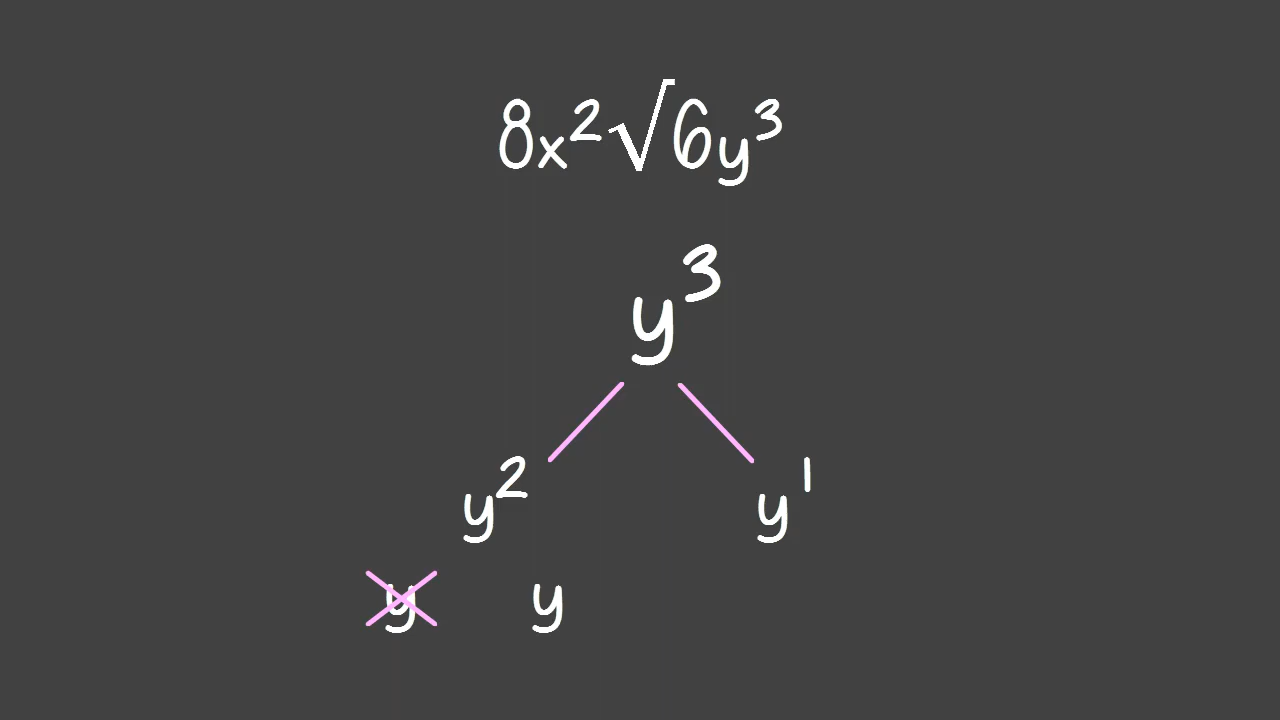 8x²√6y³
y³
y² y¹
y y